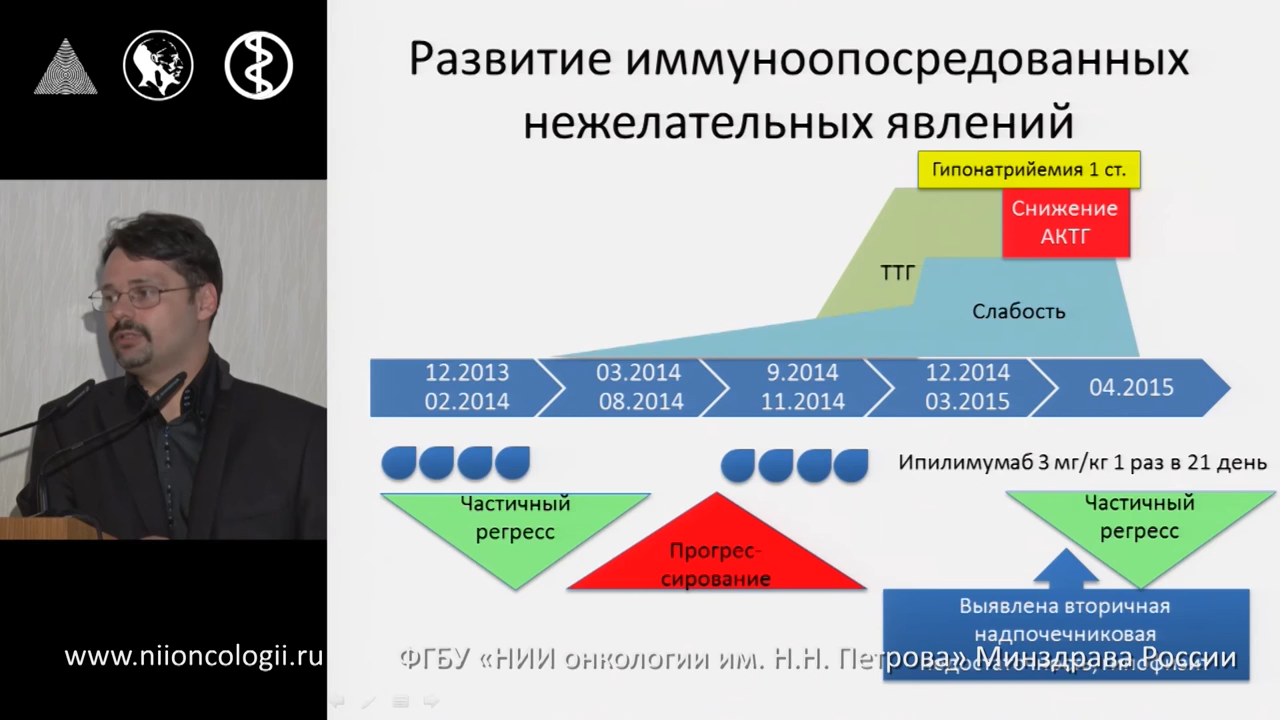 Развитие иммуноопосредованных
нежелательных явлений
Гипонатрийемия 1 ст.
Снижение
АКТГ
ТТГ
Слабость
12.2013
02.2014
03.2014
08.2014
9.2014
11.2014
12.2014
03.2015
04.2015
Ипилимумаб 3 мг/кг 1 раз в 21 день
Частичный
регресс
Прогрес-
сирование
Частичный
регресс
Выявлена вторичная
надпочечниковая
www.niioncologii.ru
ФГБУ «НИИ онкологии им. Н.Н. Петрова» Минздрава России